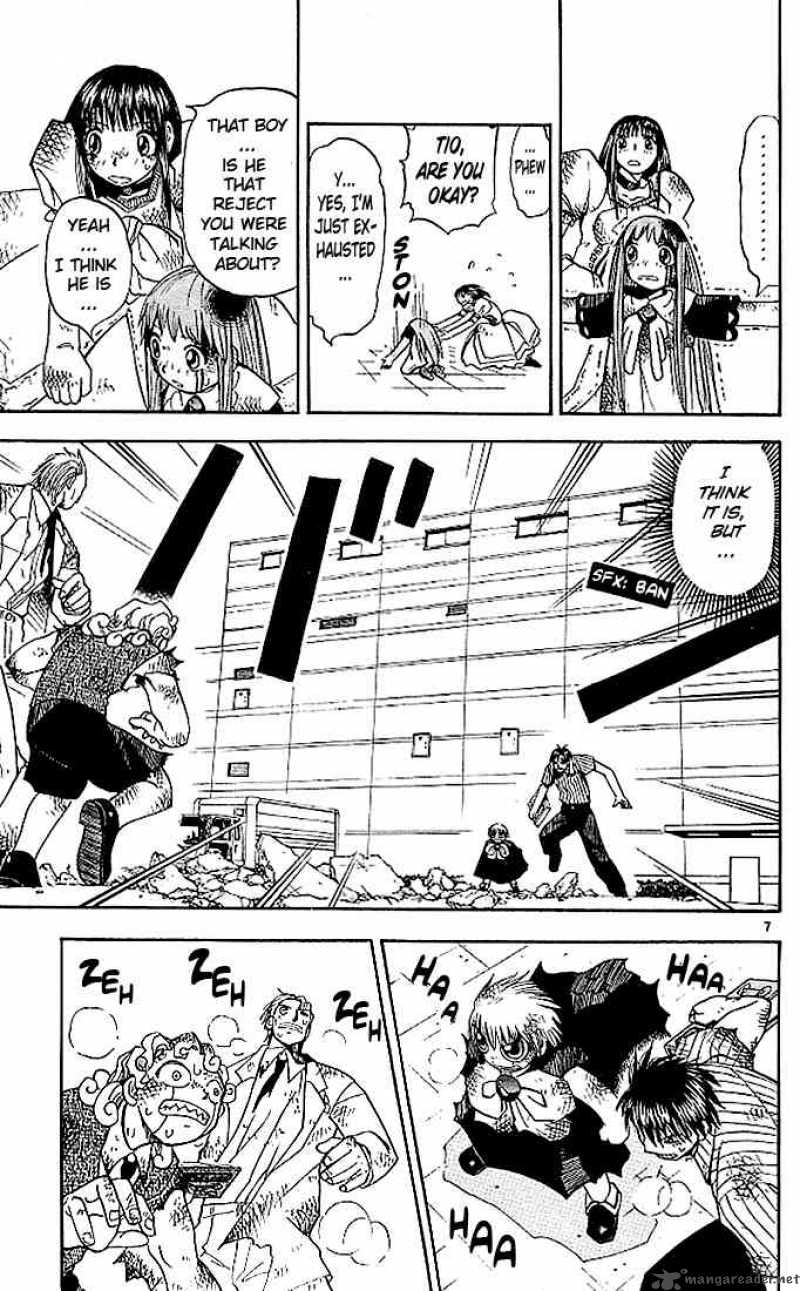 ........
...
PHEW
...
TIO,
ARE YOU
OKAY?
Y...
YES, I'M
JUST EX-
HAUSTED
...
STON
THAT BOY
...
IS HE
THAT
REJECT
YOU WERE
TALKING
ABOUT?
YEAH
...
I THINK
HE IS
...
I
THINK
IT IS,
BUT
...
SFX: BAN
7
HAA
HAA
HAA
ZEH
ZEH
ZEH
mangareader.net